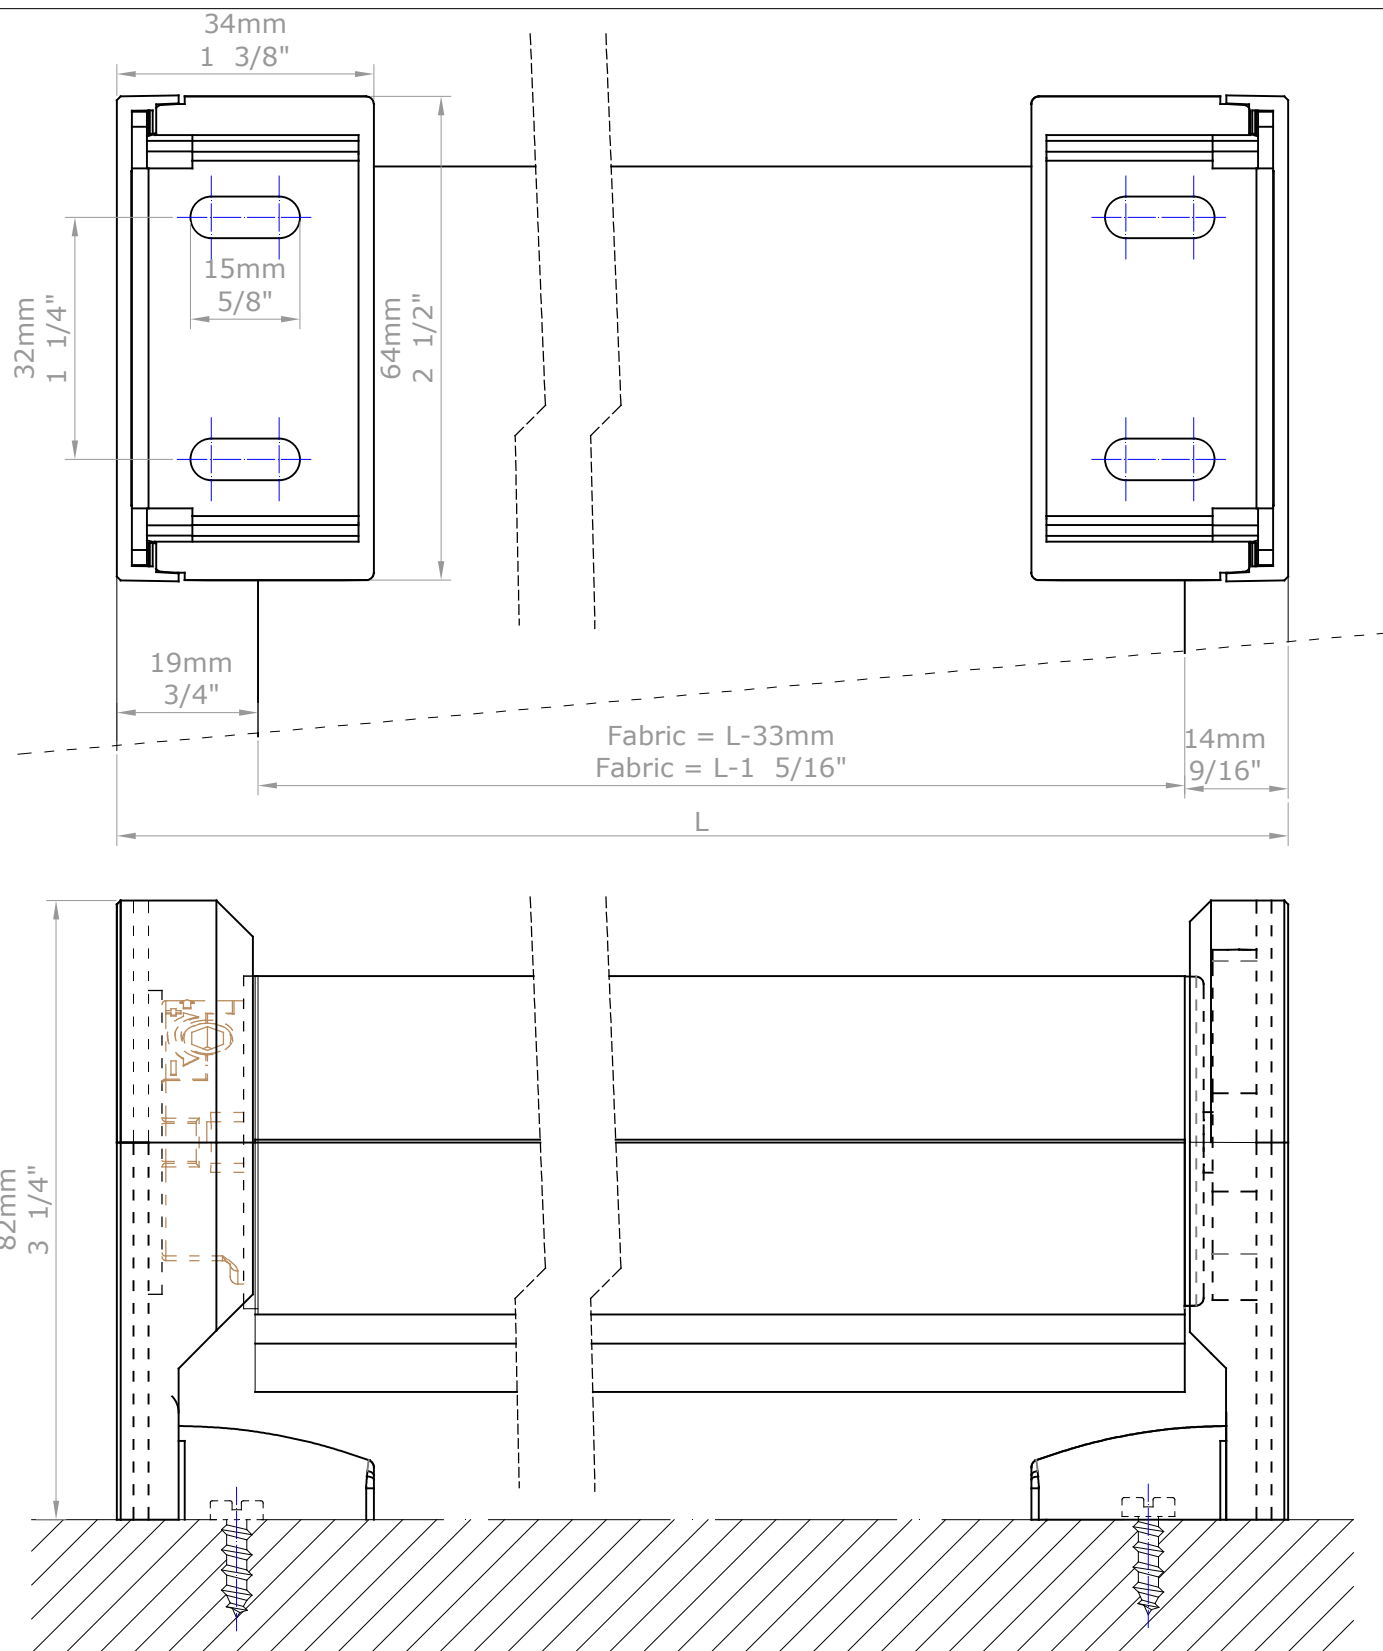 34mm
1 3/8"
15mm
5/8"
32mm
1 1/4"
64mm
2 1/2"
19mm
3/4"
Fabric = L-33mm
Fabric = L-1 5/16"
14mm
9/16"
L
82mm
3 1/4"